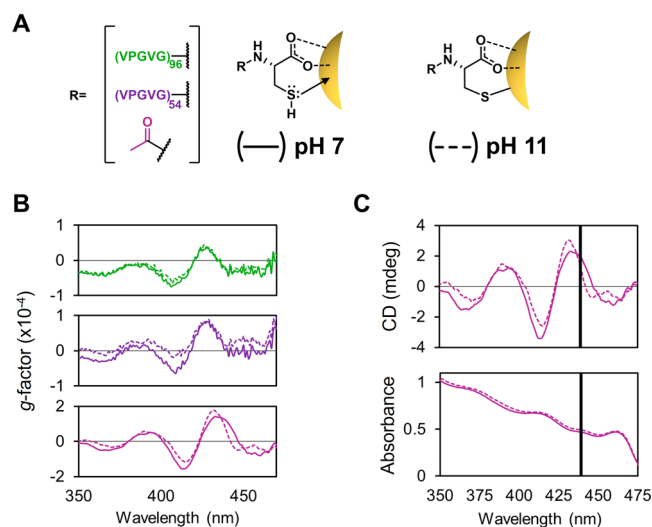 A
R=
(VPGVG)96
(VPGVG)54
O
H
N
R
O
O
S:
H
(—) pH 7
H
N
R
O
O
S
(---) pH 11
B
g-factor (x10-4)
1
0
-1
1
0
1
2
0
-2
350 400 450
Wavelength (nm)
C
CD (mdeg)
4
2
0
-2
-4
Absorbance
1
0.5
0
350 375 400 425 450 475
Wavelength (nm)